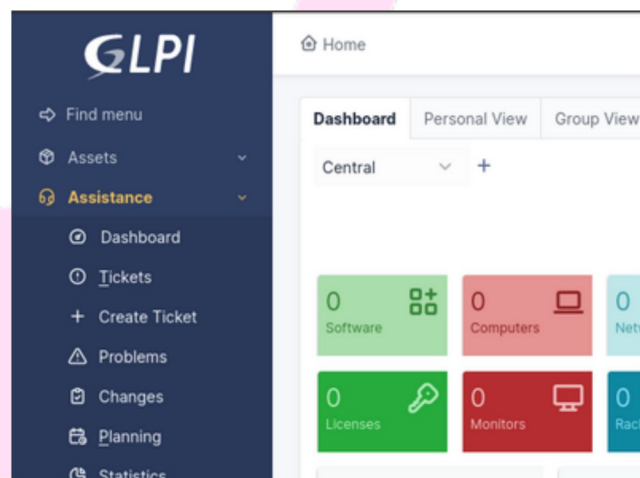 GLPI
Home
Find menu
Dashboard Personal View Group View
Assets
Central
Assistance
Dashboard
Tickets
Create Ticket
0 0 0
Software Computers
Problems
Changes
0 0 0
Licenses Monitors
Planning
Statistics